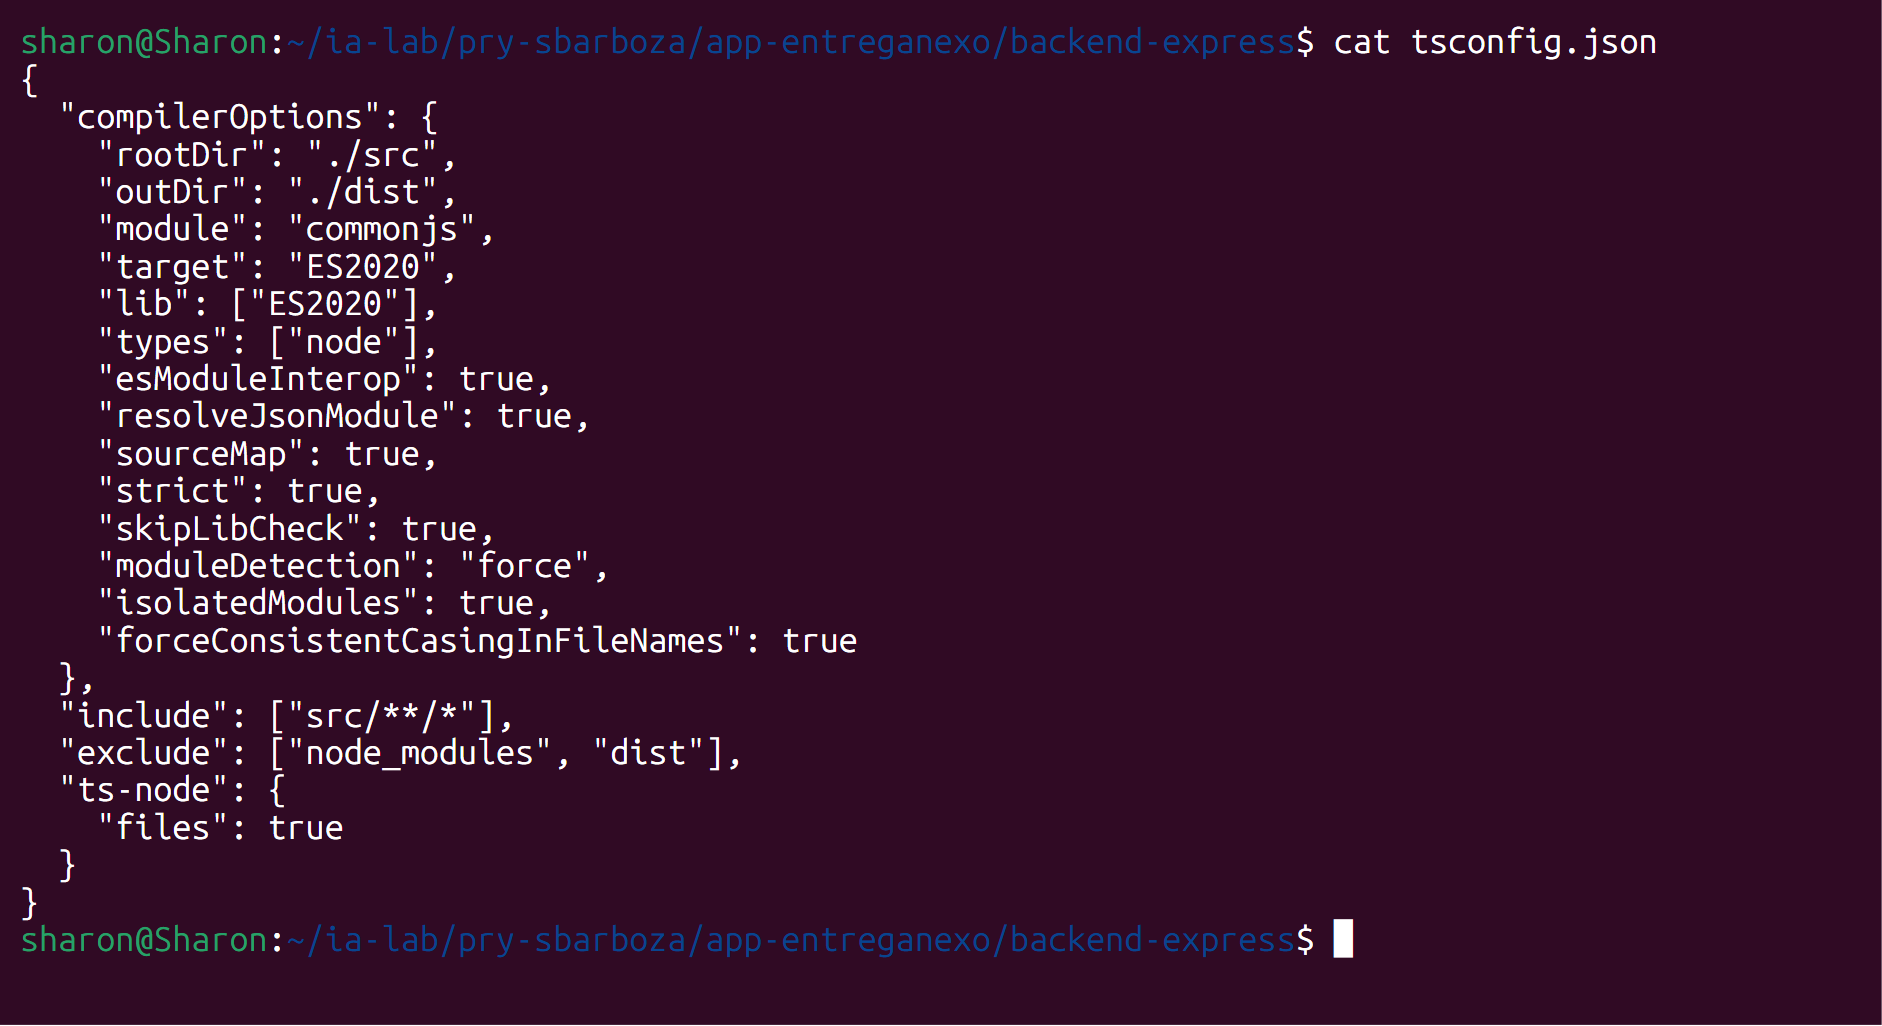 sharon@Sharon:~/ia-lab/pry-sbarboza/app-entreganexo/backend-express$ cat tsconfig.json
{
  "compilerOptions": {
    "rootDir": "./src",
    "outDir": "./dist",
    "module": "commonjs",
    "target": "ES2020",
    "lib": ["ES2020"],
    "types": ["node"],
    "esModuleInterop": true,
    "resolveJsonModule": true,
    "sourceMap": true,
    "strict": true,
    "skipLibCheck": true,
    "moduleDetection": "force",
    "isolatedModules": true,
    "forceConsistentCasingInFileNames": true
  },
  "include": ["src/**/*"],
  "exclude": ["node_modules", "dist"],
  "ts-node": {
    "files": true
  }
}
sharon@Sharon:~/ia-lab/pry-sbarboza/app-entreganexo/backend-express$